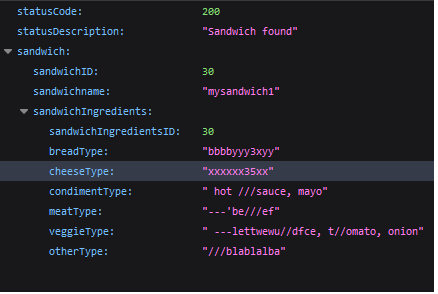 statusCode: 200
statusDescription: "Sandwich found"
sandwich:
sandwichID: 30
sandwichname: "mysandwich1"
sandwichIngredients:
sandwichIngredientsID: 30
breadType: "bbbbyyy3xyy"
cheeseType: "xxxxxx35xx"
condimentType: " hot ///sauce, mayo"
meatType: "---'be///ef"
veggieType: " ---lettwewu//dfce, t//omato, onion"
otherType: "///blablalba"